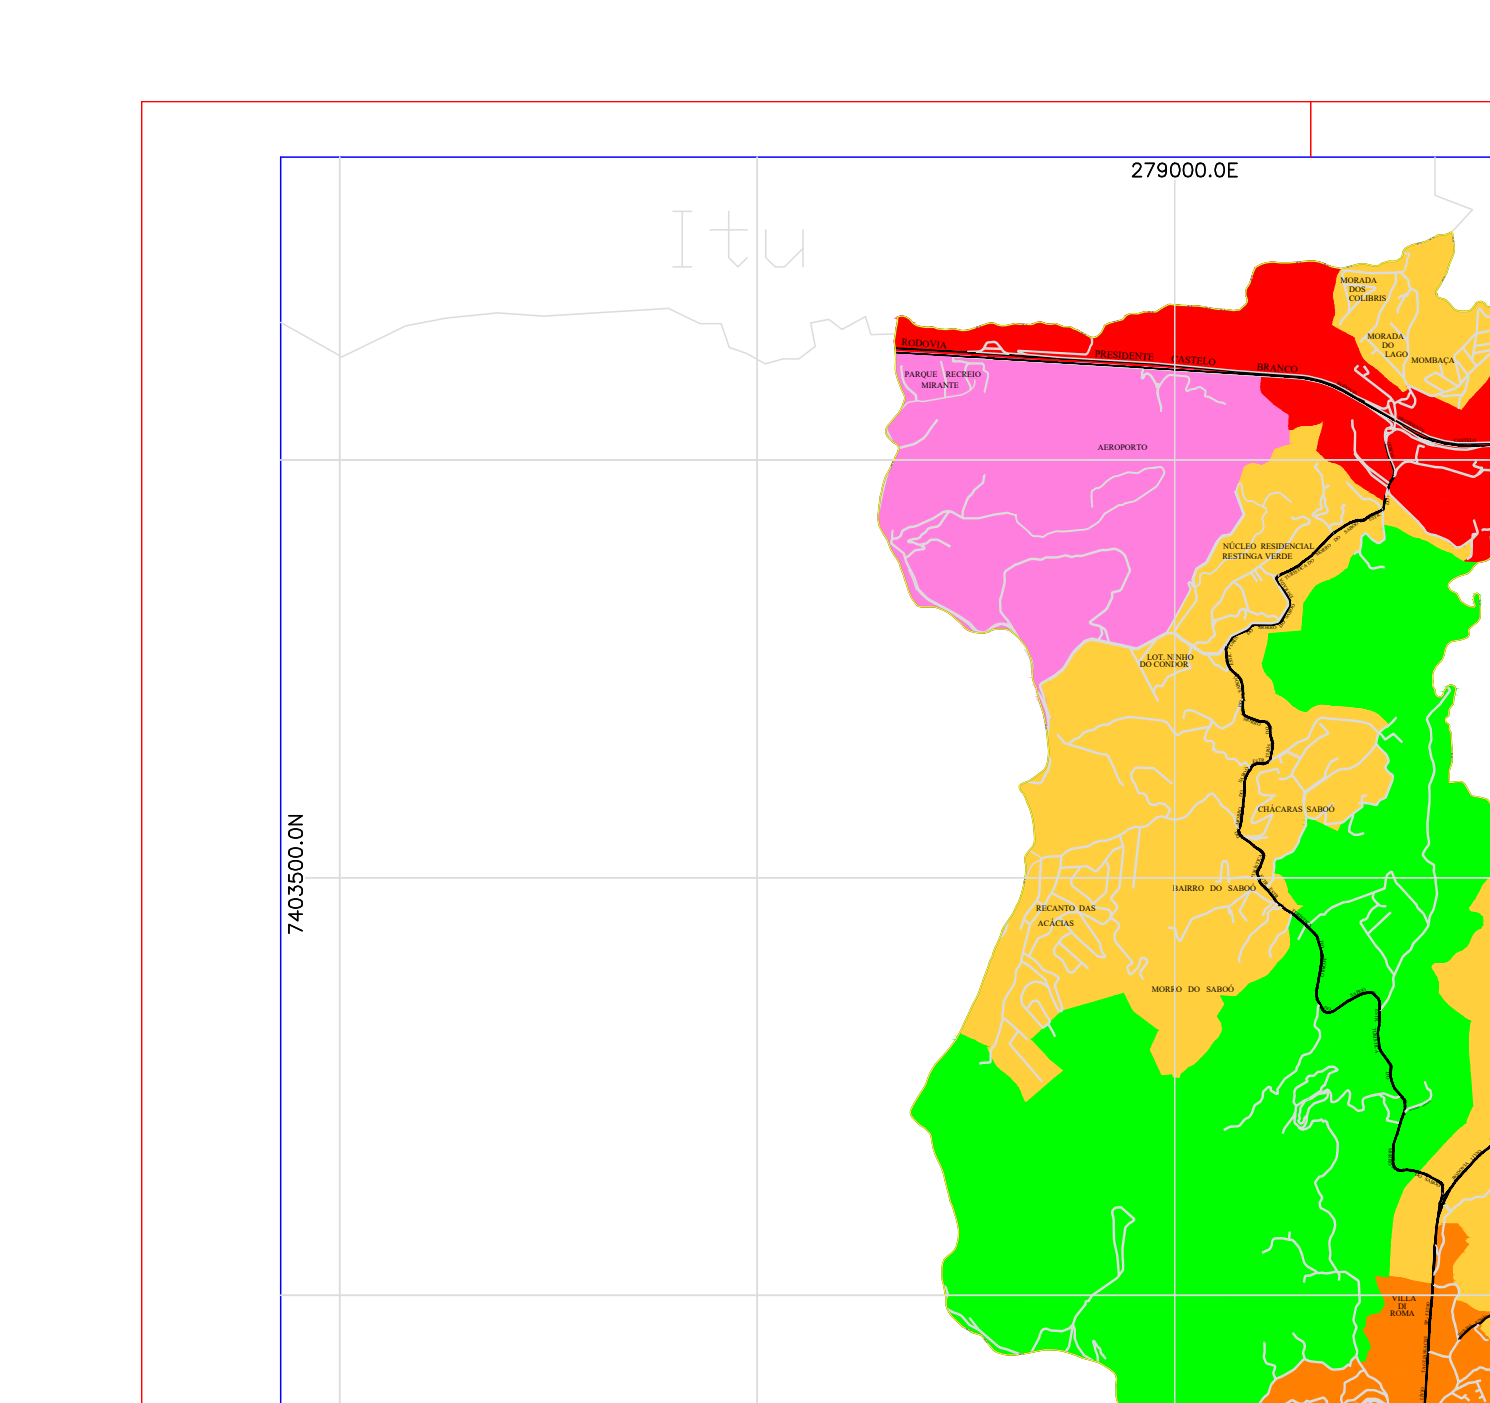 279000.0E
Itu
MORADA
DOS
COLIBRIS
RODOVIA PRESIDENTE CASTELO BRANCO
MORADA
DO
LAGO
MOMBAÇA
PARQUE RECREIO
MIRANTE
AEROPORTO
NÚCLEO RESIDENCIAL
RESTINGA VERDE
LOT. NINHO
DO CONDOR
CHÁCARAS SABOÓ
7403500.0N
BAIRRO DO SABOÓ
RECANTO DAS
ACÁCIAS
MORRO DO SABOÓ
VILLA
DI
ROMA